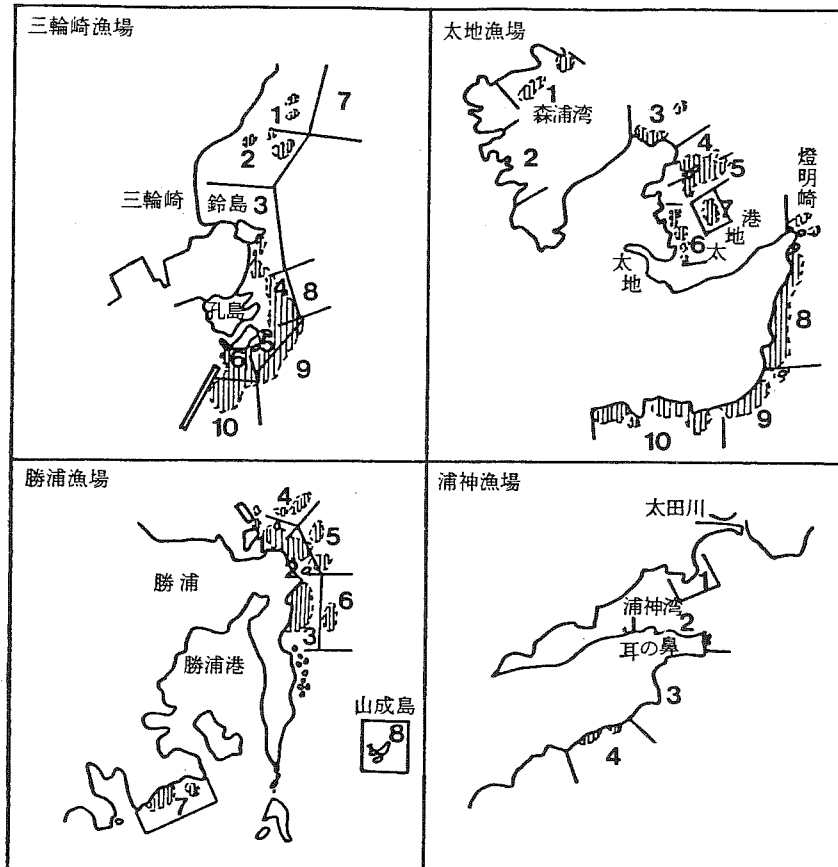 三輪崎漁場
7
1
2
三輪崎
鈴島
3
4
8
孔島
5
6
9
10
太地漁場
1
森浦湾
3
4
5
2
燈明崎
7
港
地
太
6
太地
8
9
10
勝浦漁場
4
1
5
2
勝浦
6
3
勝浦港
山成島
8
7
浦神漁場
太田川
1
浦神湾
2
耳の鼻
3
4